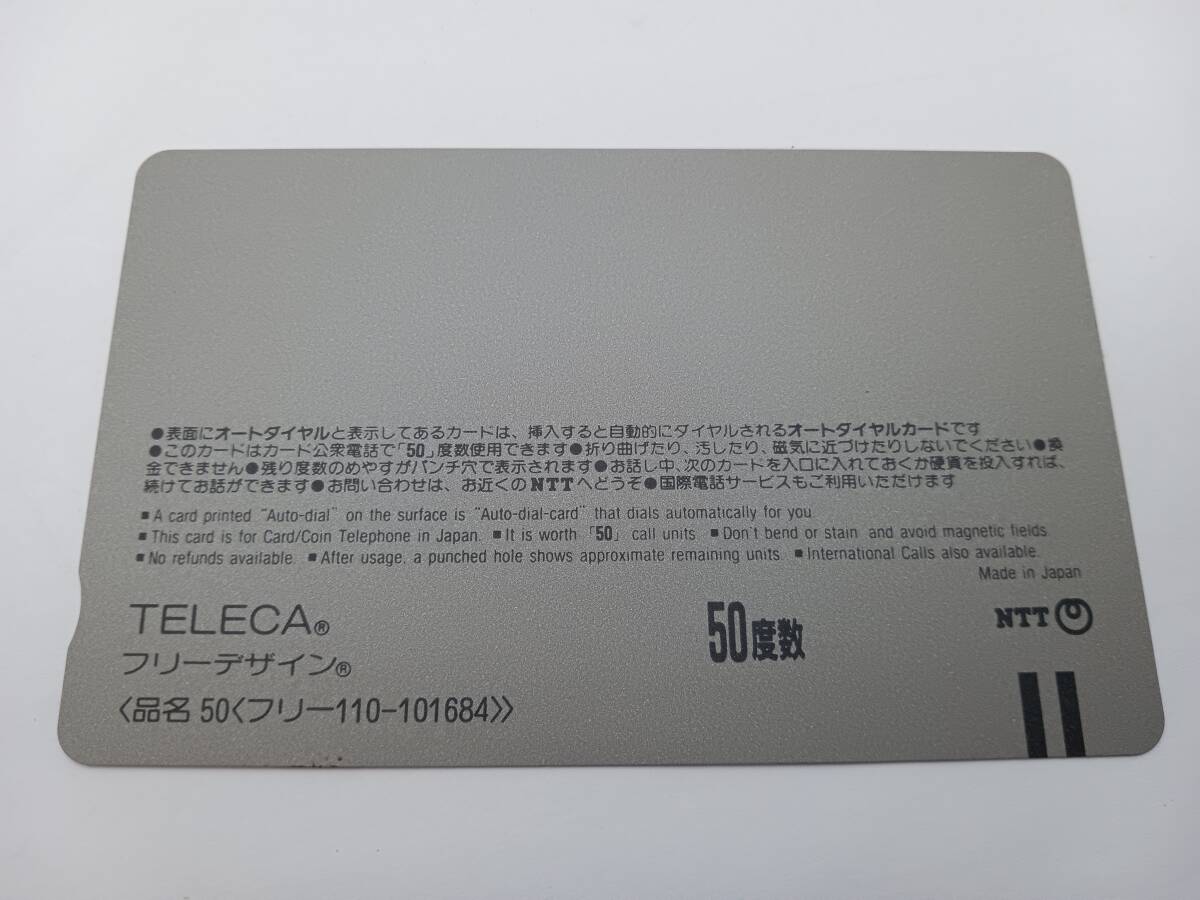 ●表面にオートダイヤルと表示してあるカードは、挿入すると自動的にダイヤルされるオートダイヤルカードです
●このカードはカード公衆電話で「50」度数使用できます●折り曲げたり、汚したり、磁気に近づけたりしないでください●換
金できません●残り度数のめやすがパンチ穴で表示されます●お話し中、次のカードを入口に入れておくか硬貨を投入すれば、
続けてお話ができます●お問い合わせは、お近くのNTTへどうぞ●国際電話サービスもご利用いただけます
■A card printed "Auto-dial" on the surface is "Auto-dial-card" that dials automatically for you.
■This card is for Card/Coin Telephone in Japan. ■It is worth「50」call units. ■Don't bend or stain, and avoid magnetic fields.
■No refunds available. ■After usage, a punched hole shows approximate remaining units. ■International Calls also available.
Made in Japan
TELECA®
フリーデザイン®
〈品名 50〈フリー110-101684〉〉
50度数
NTT